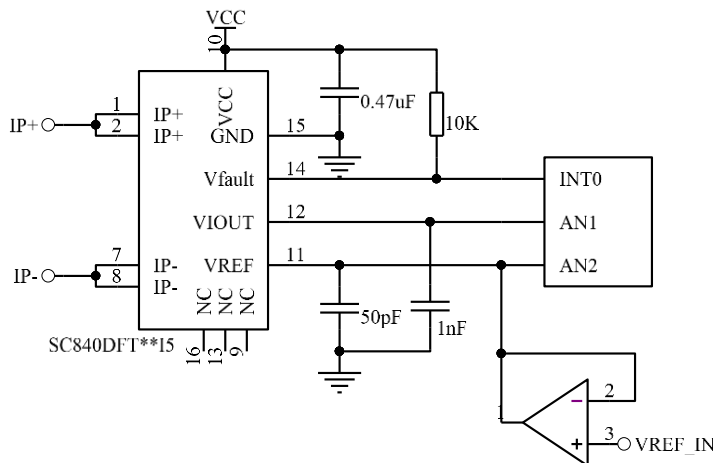 VCC
10
1 IP+ VCC 0.47uF
IP+ 2 IP+ GND 15 10K
Vfault 14 INT0
VIOUT 12 AN1
7 IP- VREF 11 AN2
IP- 8 IP- NC NC NC 50pF 1nF
SC840DFT**I5 16 13 9
1 - 2
+ 3 VREF_IN